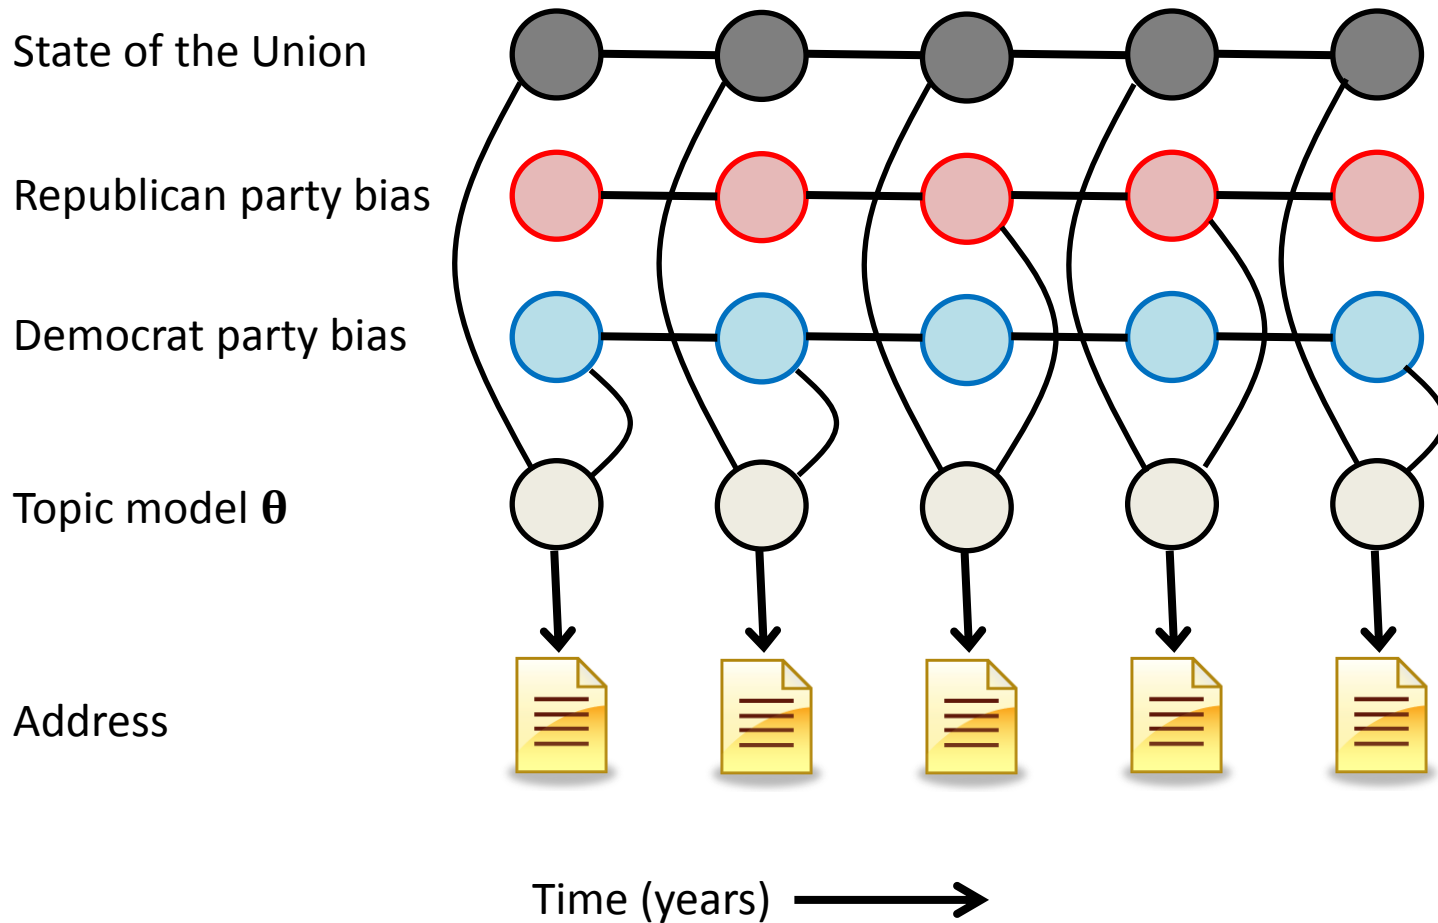 State of the Union
Republican party bias
Democrat party bias
Topic model θ
Address
Time (years)